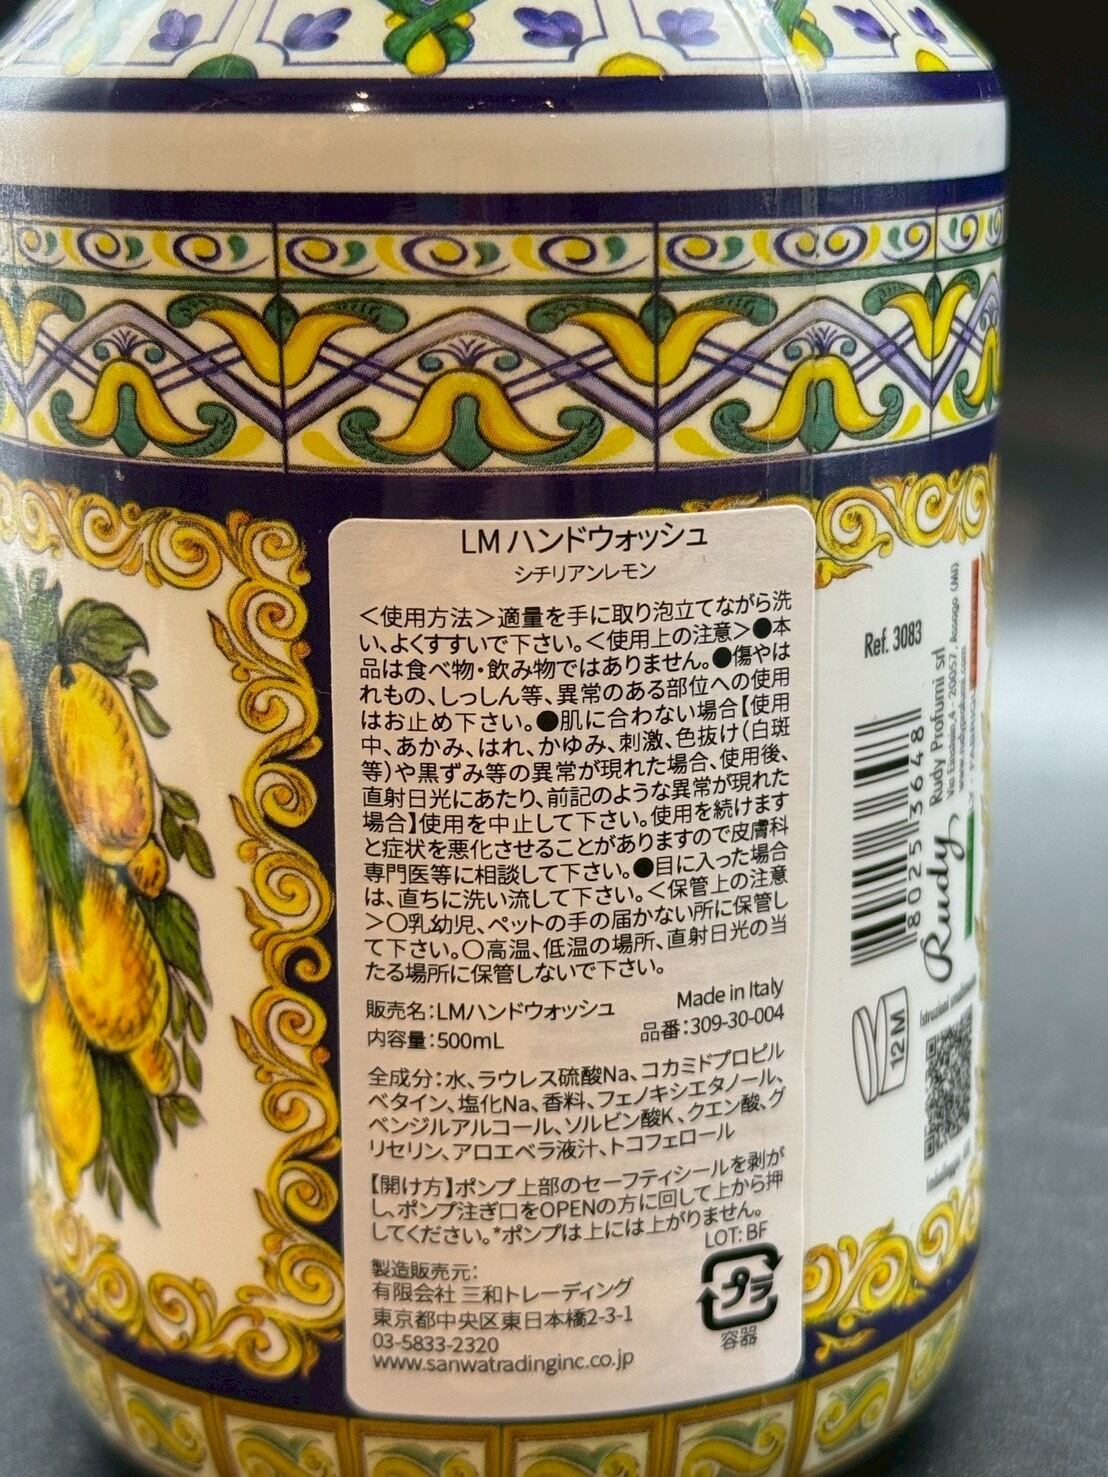 LMハンドウォッシュ
シチリアンレモン
＜使用方法＞適量を手に取り泡立てながら洗
い、よくすすいで下さい。＜使用上の注意＞●本
品は食べ物・飲み物ではありません。●傷やは
れもの、しっしん等、異常のある部位への使用
はお止め下さい。●肌に合わない場合【使用
中、あかみ、はれ、かゆみ、刺激、色抜け(白斑
等)や黒ずみ等の異常が現れた場合、使用後、
直射日光にあたり、前記のような異常が現れた
場合】使用を中止して下さい。使用を続けます
と症状を悪化させることがありますので皮膚科
専門医等に相談して下さい。●目に入った場合
は、直ちに洗い流して下さい。＜保管上の注意
＞○乳幼児、ペットの手の届かない所に保管し
て下さい。○高温、低温の場所、直射日光の当
たる場所に保管しないで下さい。
販売名：LMハンドウォッシュ
Made in Italy
内容量：500mL
品番：309-30-004
全成分：水、ラウレス硫酸Na、コカミドプロピル
ベタイン、塩化Na、香料、フェノキシエタノール、
ベンジルアルコール、ソルビン酸K、クエン酸、グ
リセリン、アロエベラ液汁、トコフェロール
【開け方】ポンプ上部のセーフティシールを剥が
し、ポンプ注ぎ口をOPENの方に回して上から押
してください。*ポンプは上には上がりません。
LOT: BF
製造販売元：
有限会社 三和トレーディング
東京都中央区東日本橋2-3-1
03-5833-2320
www.sanwatradinginc.co.jp
プラ
容器
Ref. 3083
8025 3648
Rudy
Rudy Profumi srl
12 M